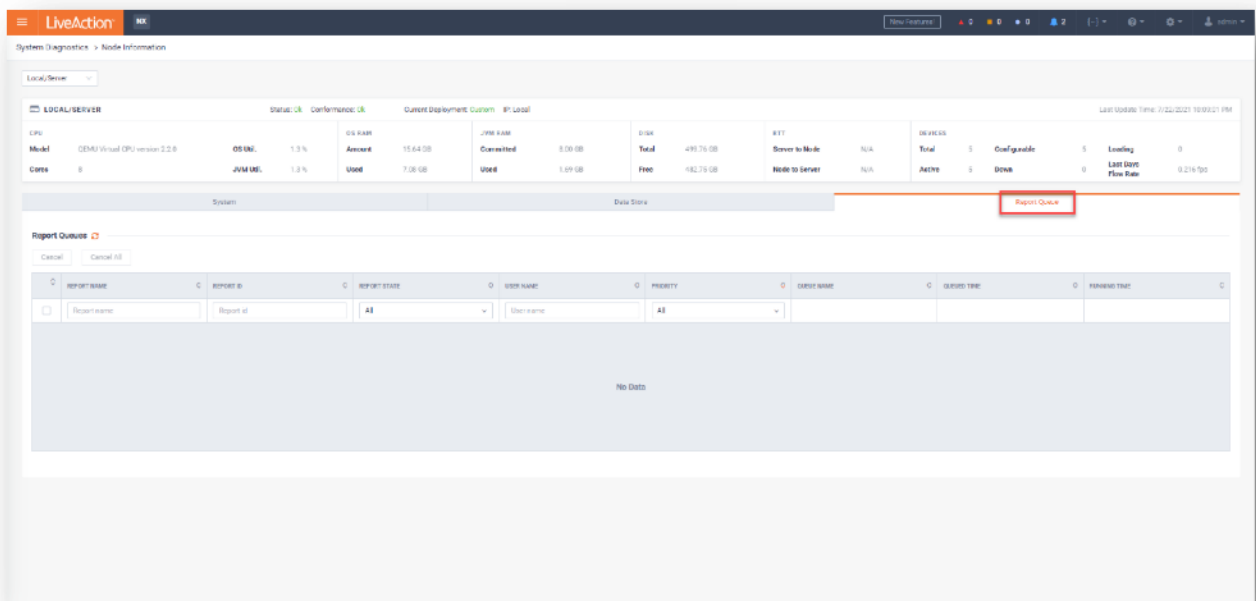 LiveAction NX New Features! 0 0 0 2 admin
System Diagnostics > Node Information
Local/Server
LOCAL/SERVER Status: Ok Conformance: Ok Current Deployment: Custom IP: Local Last Update Time: 7/22/2021 10:09:21 PM
CPU OS RAM JVM RAM DISK RTT DEVICES
Model QEMU Virtual CPU version 2.2.0 OS Util. 1.3 % Amount 15.64 GB Committed 5.00 GB Total 499.76 GB Server to Node N/A Total 5 Configurable 5 Loading 0
Cores 8 JVM Util. 1.3 % Used 7.00 GB Used 1.69 GB Free 482.75 GB Node to Server N/A Active 5 Down 0 Last Days Flow Rate 0.216 fps
System Data Store Report Queue
Report Queues
Cancel Cancel All
REPORT NAME REPORT ID REPORT STATE USER NAME PRIORITY QUEUE NAME QUEUED TIME RUNNING TIME
Report name Report id All User name All
No Data